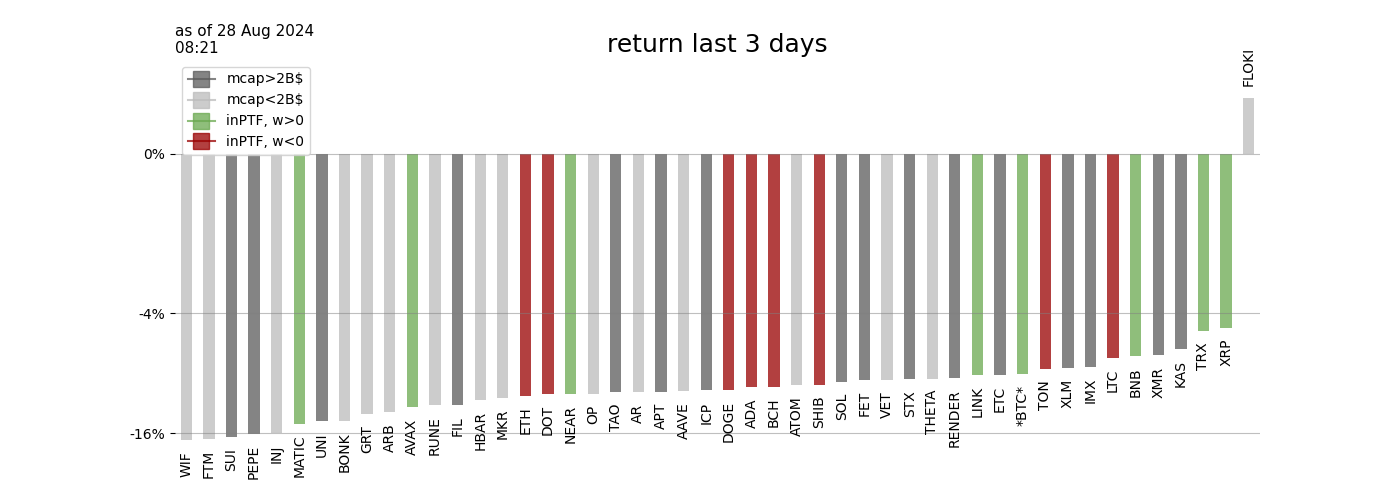 as of 28 Aug 2024
08:21
return last 3 days
mcap>2B$
mcap<2B$
inPTF, w>0
inPTF, w<0
0%
-4%
-16%
WIF
FTM
SUI
PEPE
INJ
MATIC
UNI
BONK
GRT
ARB
AVAX
RUNE
FIL
HBAR
MKR
ETH
DOT
NEAR
OP
TAO
AR
APT
AAVE
ICP
DOGE
ADA
BCH
ATOM
SHIB
SOL
FET
VET
STX
THETA
RENDER
LINK
ETC
*BTC*
TON
XLM
IMX
LTC
BNB
XMR
KAS
TRX
XRP
FLOKI